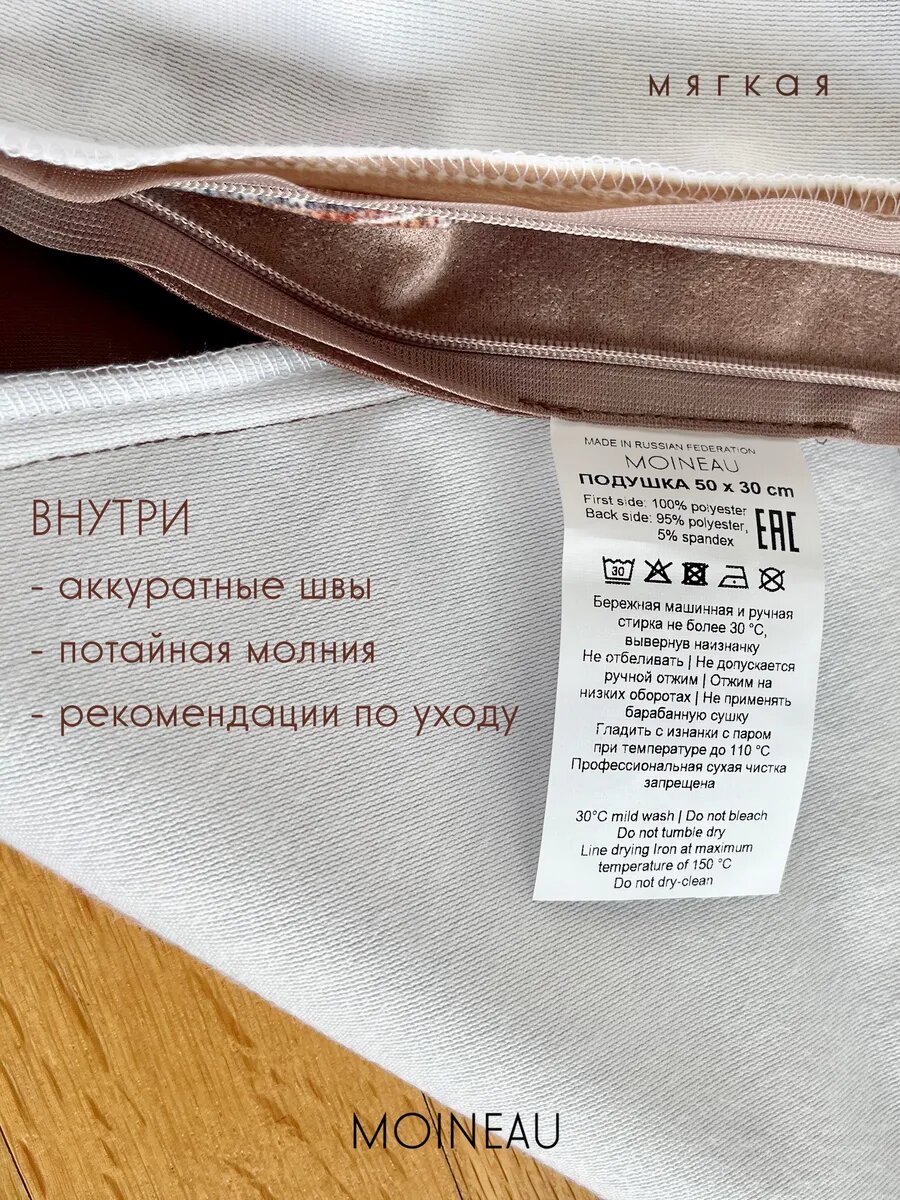 мягкая
MADE IN RUSSIAN FEDERATION
MOINEAU
ПОДУШКА 50 x 30 cm
First side: 100% polyester
Back side: 95% polyester,
5% spandex
EAC
30
Бережная машинная и ручная
стирка не более 30 °C,
вывернув наизнанку
Не отбеливать | Не допускается
ручной отжим | Отжим на
низких оборотах | Не применять
барабанную сушку
Гладить с изнанки с паром
при температуре до 110 °C
Профессиональная сухая чистка
запрещена
30°C mild wash | Do not bleach
Do not tumble dry
Line drying Iron at maximum
temperature of 150 °C
Do not dry-clean
ВНУТРИ
- аккуратные швы
- потайная молния
- рекомендации по уходу
MOINEAU